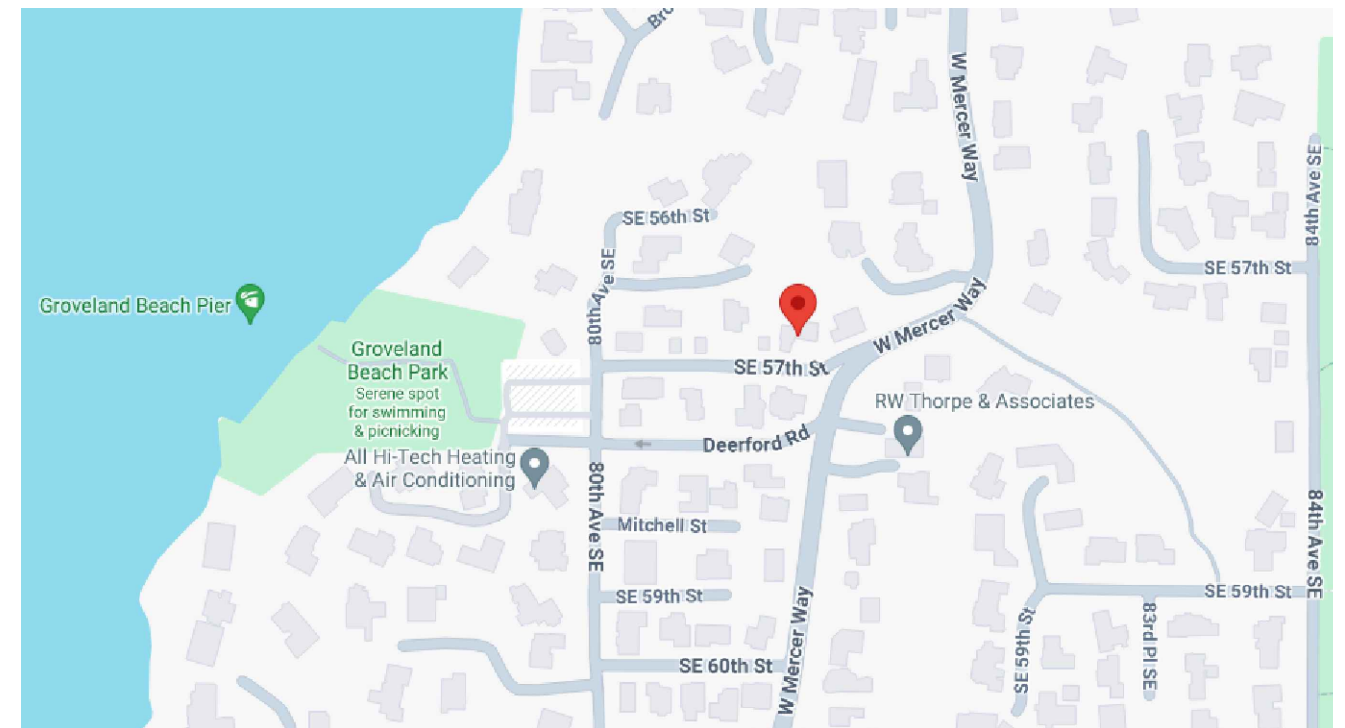 Bro
W Mercer Way
84th Ave SE
SE 56th St
80th Ave SE
SE 57th St
Groveland Beach Pier
W Mercer Way
Groveland
Beach Park
Serene spot
for swimming
& picnicking
SE 57th St
RW Thorpe & Associates
Deerford Rd
All Hi-Tech Heating
& Air Conditioning
80th Ave SE
Mitchell St
84th Ave SE
SE 59th St
SE 59th St
83rd Pl SE
SE 59th St
W Mercer Way
SE 60th St